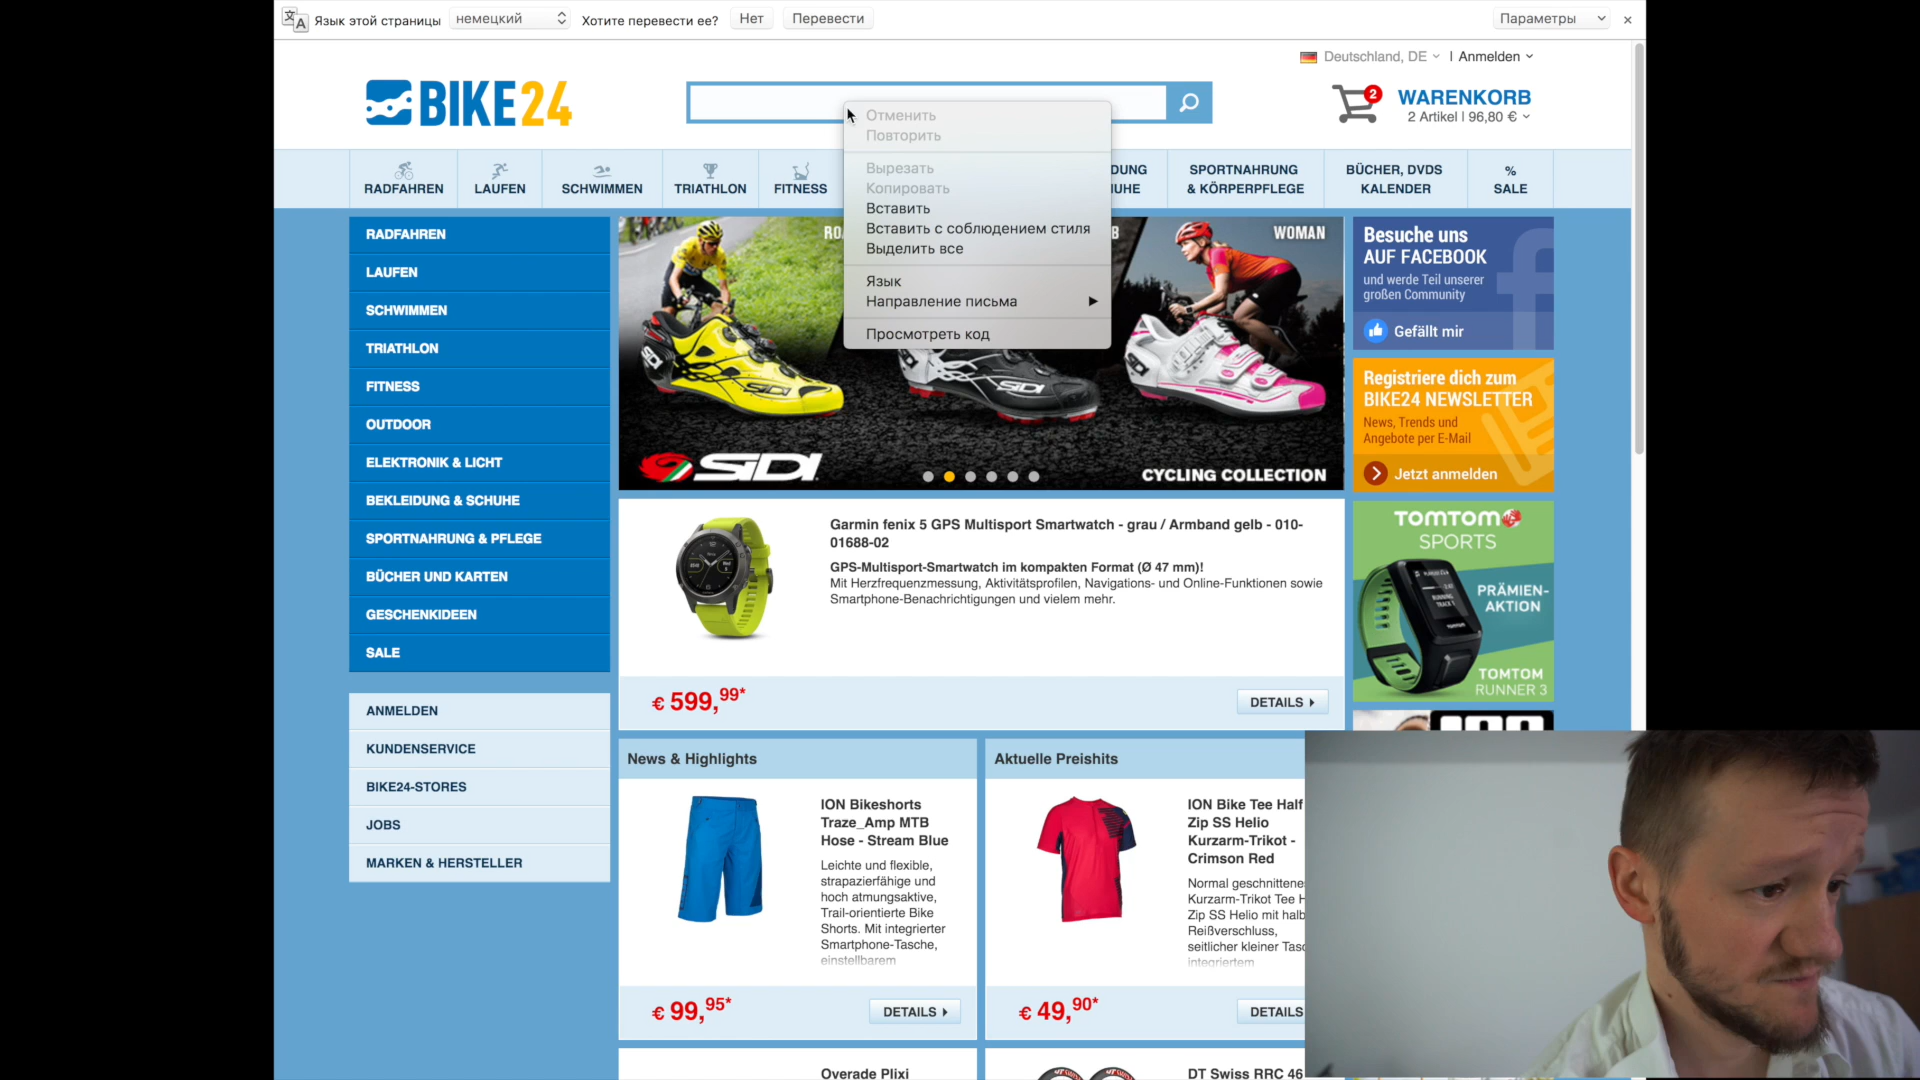 Язык этой страницы
немецкий
Хотите перевести ее?
Нет
Перевести
Параметры
Deutschland, DE
Anmelden
BIKE24
2
WARENKORB
2 Artikel | 96,80 €
Отменить
Повторить
Вырезать
Копировать
Вставить
Вставить с соблюдением стиля
Выделить все
Язык
Направление письма
Просмотреть код
RADFAHREN
LAUFEN
SCHWIMMEN
TRIATHLON
FITNESS
SPORTNAHRUNG
& KÖRPERPFLEGE
BÜCHER, DVDS
KALENDER
%
SALE
RADFAHREN
LAUFEN
SCHWIMMEN
TRIATHLON
FITNESS
OUTDOOR
ELEKTRONIK & LICHT
BEKLEIDUNG & SCHUHE
SPORTNAHRUNG & PFLEGE
BÜCHER UND KARTEN
GESCHENKIDEEN
SALE
ANMELDEN
KUNDENSERVICE
BIKE24-STORES
JOBS
MARKEN & HERSTELLER
WOMAN
SIDI
SIDI
SIDI
CYCLING COLLECTION
Garmin fenix 5 GPS Multisport Smartwatch - grau / Armband gelb - 010-
01688-02
GPS-Multisport-Smartwatch im kompakten Format (Ø 47 mm)!
Mit Herzfrequenzmessung, Aktivitätsprofilen, Navigations- und Online-Funktionen sowie
Smartphone-Benachrichtigungen und vielem mehr.
€ 599,99*
DETAILS
News & Highlights
ION Bikeshorts
Traze_Amp MTB
Hose - Stream Blue
Leichte und flexible,
strapazierfähige und
hoch atmungsaktive,
Trail-orientierte Bike
Shorts. Mit integrierter
Smartphone-Tasche,
einstellbarem
€ 99,95*
DETAILS
Overade Plixi
Aktuelle Preishits
ION Bike Tee Half
Zip SS Helio
Kurzarm-Trikot -
Crimson Red
Normal geschnittenes
Kurzarm-Trikot Tee H
Zip SS Helio mit halb
Reißverschluss,
seitlicher kleiner Tasc
integriertem
€ 49,90*
DETAILS
DT Swiss RRC 46
Besuche uns
AUF FACEBOOK
und werde Teil unserer
großen Community
Gefällt mir
Registriere dich zum
BIKE24 NEWSLETTER
News, Trends und
Angebote per E-Mail
Jetzt anmelden
TOMTOM
SPORTS
PRÄMIEN-
AKTION
TOMTOM
RUNNER 3